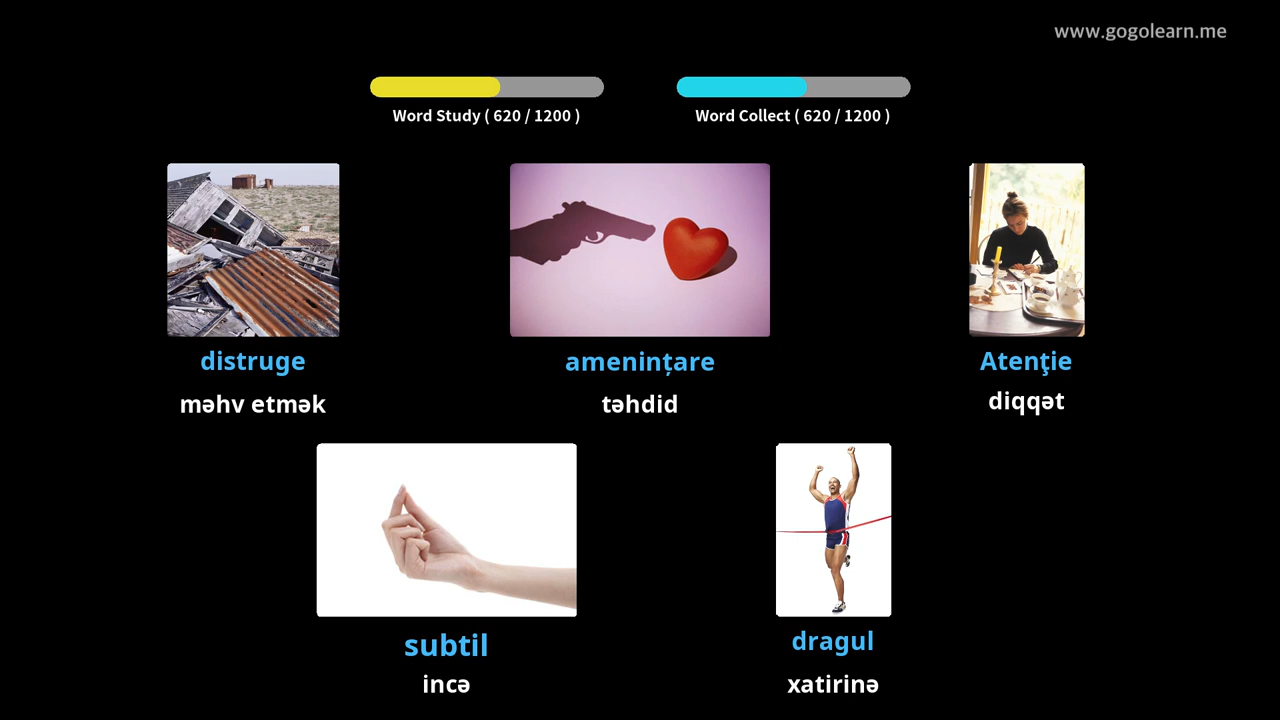 www.gogolearn.me
Word Study ( 620 / 1200 )
Word Collect ( 620 / 1200 )
distruge
məhv etmək
amenințare
təhdid
Atenţie
diqqət
subtil
incə
dragul
xatirinə